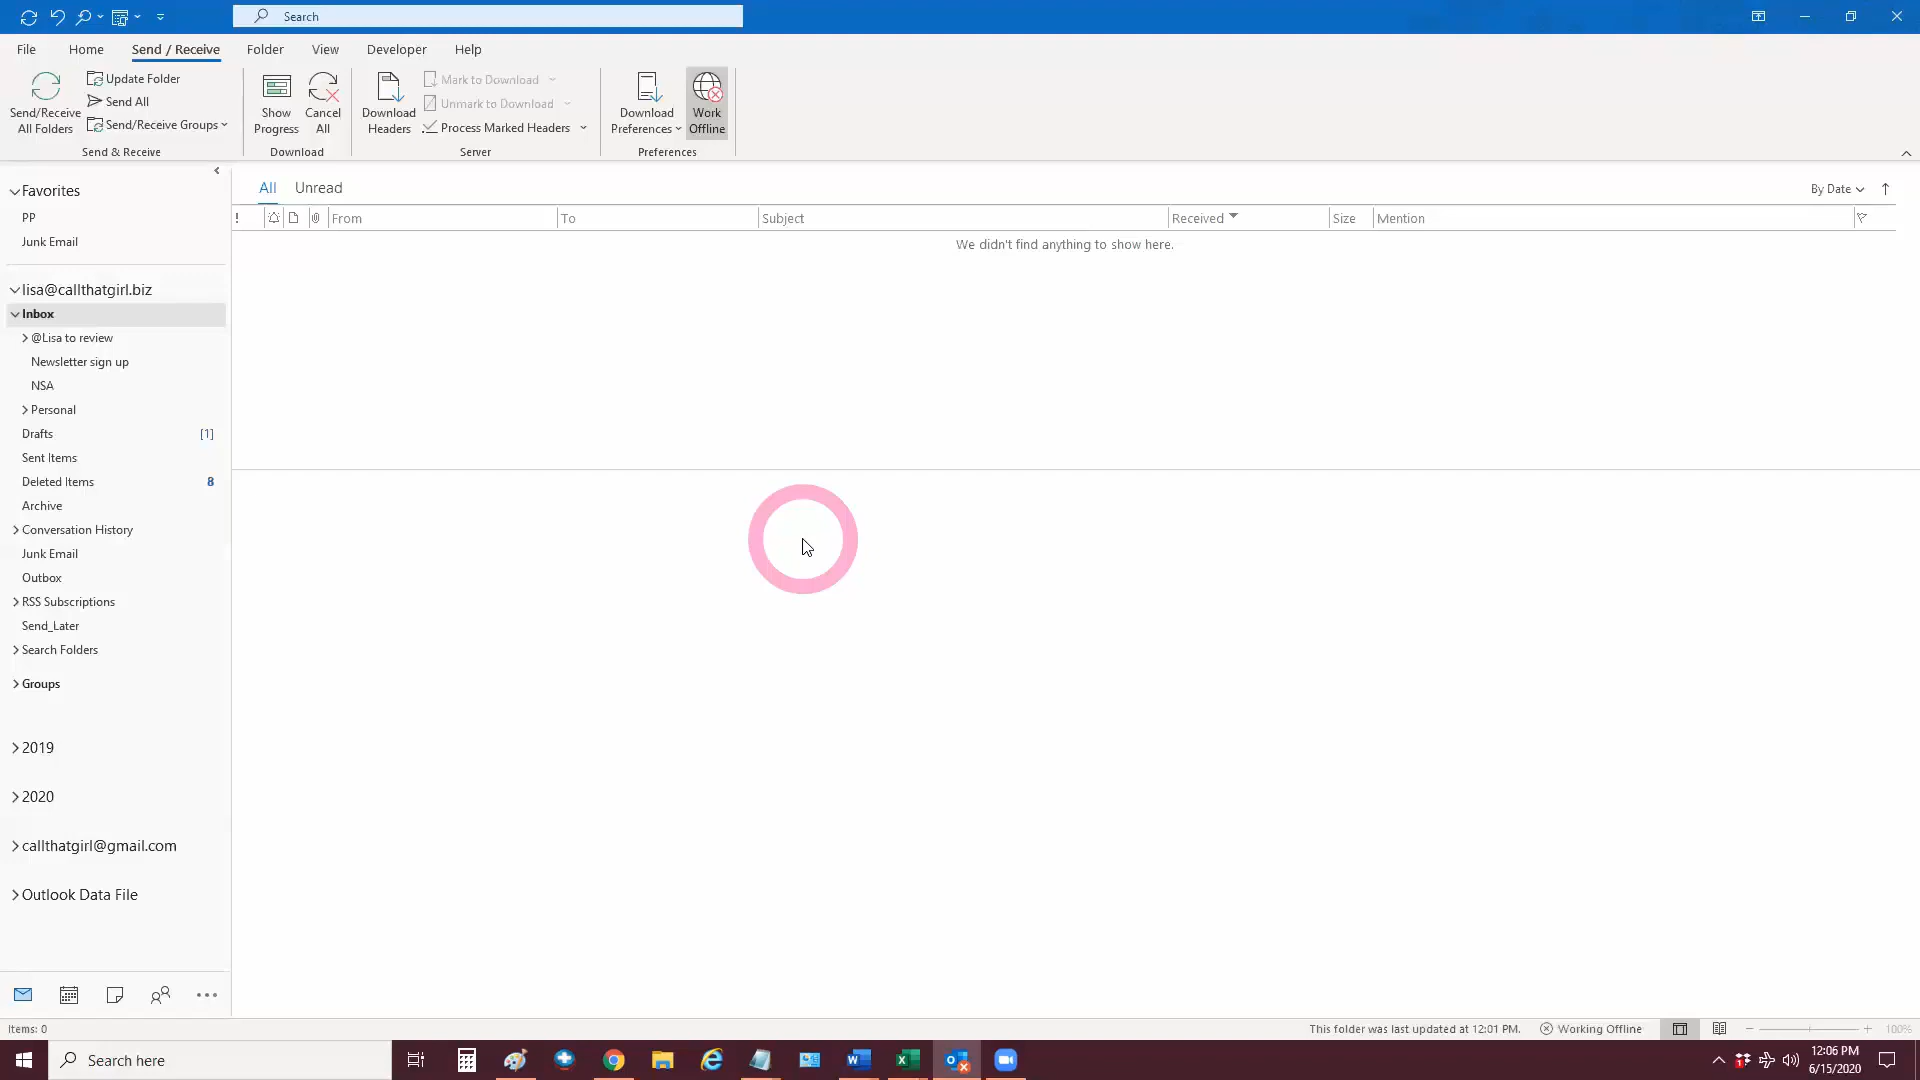 Search
File Home Send / Receive Folder View Developer Help
Send/Receive All Folders
Update Folder
Send All
Send/Receive Groups
Send & Receive
Show Progress
Cancel All
Download
Download Headers
Mark to Download
Unmark to Download
Process Marked Headers
Server
Download Preferences
Work Offline
Preferences
Favorites
PP
Junk Email
lisa@callthatgirl.biz
Inbox
@Lisa to review
Newsletter sign up
NSA
Personal
Drafts [1]
Sent Items
Deleted Items 8
Archive
Conversation History
Junk Email
Outbox
RSS Subscriptions
Send_Later
Search Folders
Groups
2019
2020
callthatgirl@gmail.com
Outlook Data File
All Unread By Date
! From To Subject Received Size Mention
We didn't find anything to show here.
Items: 0 This folder was last updated at 12:01 PM. Working Offline 100%
Search here
12:06 PM
6/15/2020